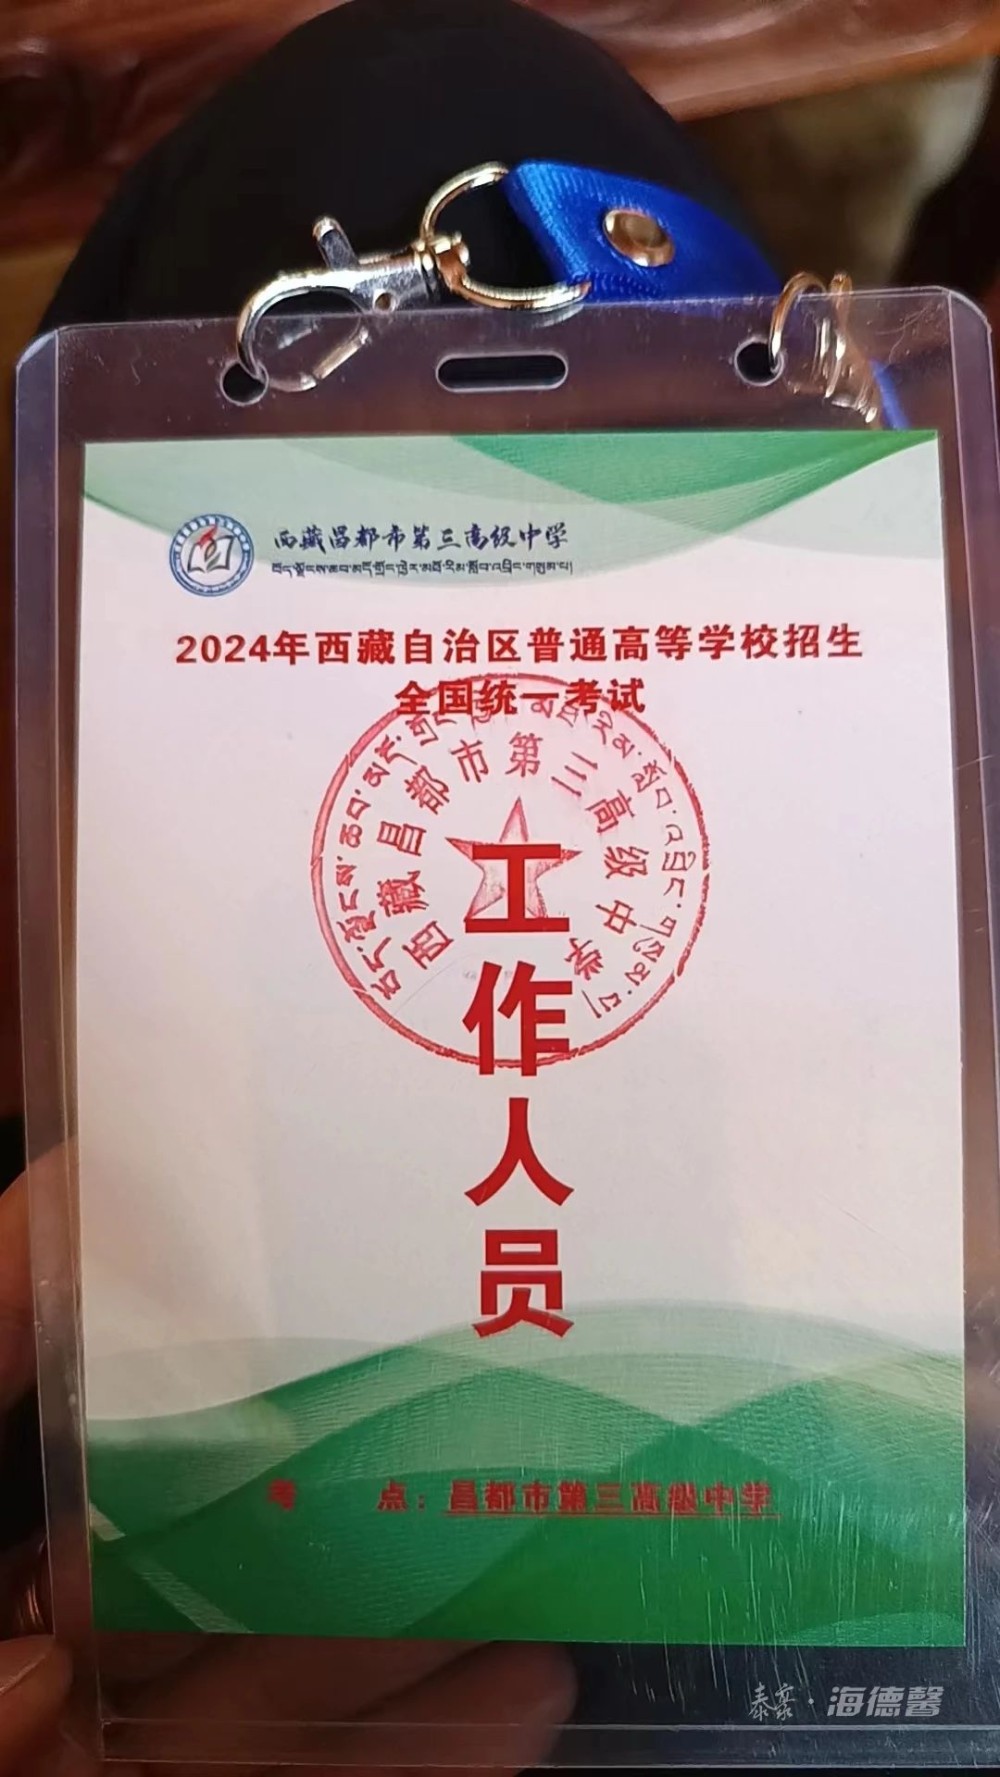 西藏昌都市第三高级中学
2024年西藏自治区普通高等学校招生
全国统一考试
西藏昌都市第三高级中学
工作人员
考 点：昌都市第三高级中学
海德馨